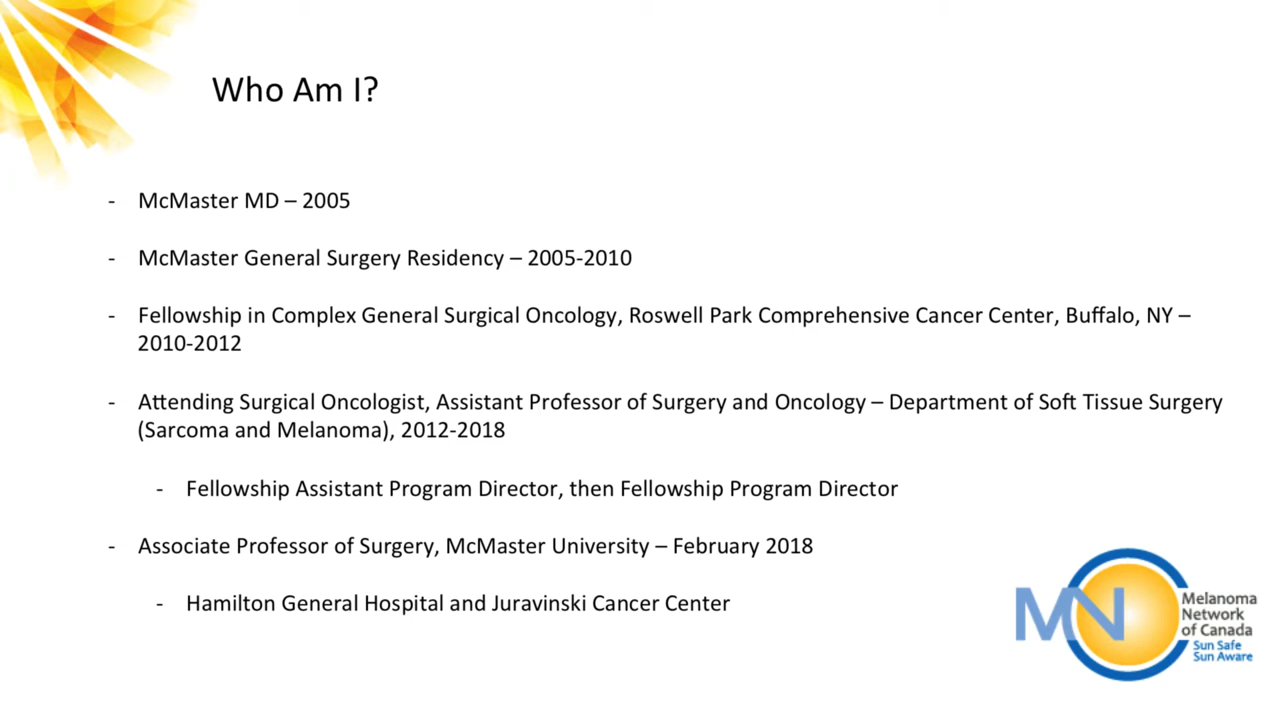 Who Am I?
- McMaster MD – 2005
- McMaster General Surgery Residency – 2005-2010
- Fellowship in Complex General Surgical Oncology, Roswell Park Comprehensive Cancer Center, Buffalo, NY –
2010-2012
- Attending Surgical Oncologist, Assistant Professor of Surgery and Oncology – Department of Soft Tissue Surgery
(Sarcoma and Melanoma), 2012-2018
- Fellowship Assistant Program Director, then Fellowship Program Director
- Associate Professor of Surgery, McMaster University – February 2018
- Hamilton General Hospital and Juravinski Cancer Center
MN
Melanoma
Network
of Canada
Sun Safe
Sun Aware